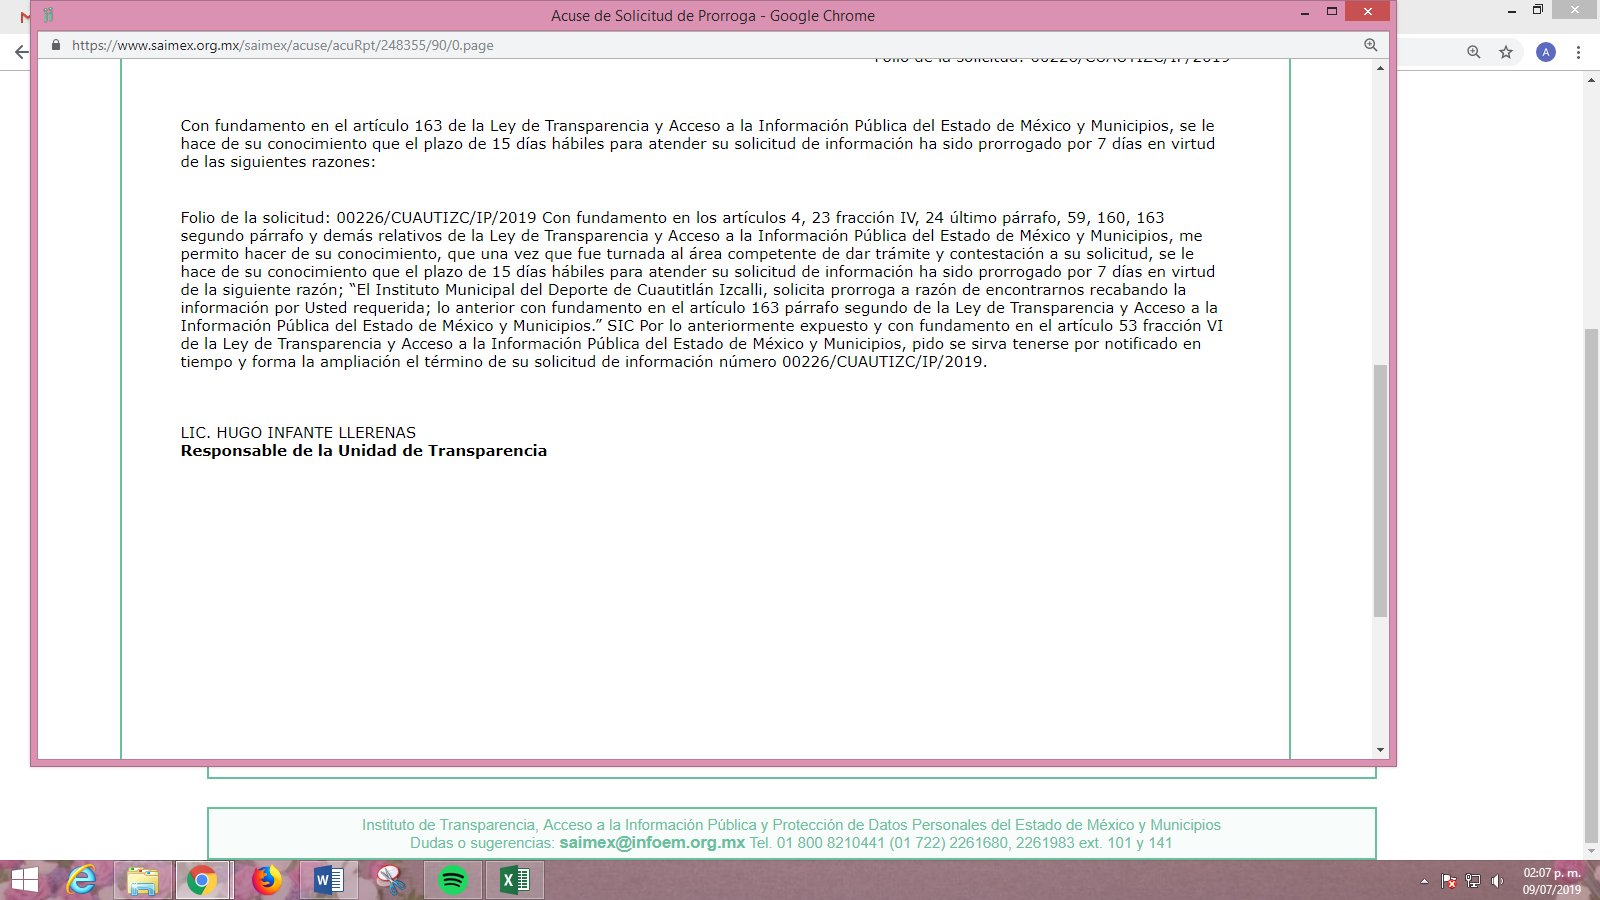 Acuse de Solicitud de Prorroga - Google Chrome
https://www.saimex.org.mx/saimex/acuse/acuRpt/248355/90/0.page
A
Folio de la solicitud: 00226/CUAUTIZC/IP/2019
Con fundamento en el artículo 163 de la Ley de Transparencia y Acceso a la Información Pública del Estado de México y Municipios, se le
hace de su conocimiento que el plazo de 15 días hábiles para atender su solicitud de información ha sido prorrogado por 7 días en virtud
de las siguientes razones:
Folio de la solicitud: 00226/CUAUTIZC/IP/2019 Con fundamento en los artículos 4, 23 fracción IV, 24 último párrafo, 59, 160, 163
segundo párrafo y demás relativos de la Ley de Transparencia y Acceso a la Información Pública del Estado de México y Municipios, me
permito hacer de su conocimiento, que una vez que fue turnada al área competente de dar trámite y contestación a su solicitud, se le
hace de su conocimiento que el plazo de 15 días hábiles para atender su solicitud de información ha sido prorrogado por 7 días en virtud
de la siguiente razón; “El Instituto Municipal del Deporte de Cuautitlán Izcalli, solicita prorroga a razón de encontrarnos recabando la
información por Usted requerida; lo anterior con fundamento en el artículo 163 párrafo segundo de la Ley de Transparencia y Acceso a la
Información Pública del Estado de México y Municipios.” SIC Por lo anteriormente expuesto y con fundamento en el artículo 53 fracción VI
de la Ley de Transparencia y Acceso a la Información Pública del Estado de México y Municipios, pido se sirva tenerse por notificado en
tiempo y forma la ampliación el término de su solicitud de información número 00226/CUAUTIZC/IP/2019.
LIC. HUGO INFANTE LLERENAS
Responsable de la Unidad de Transparencia
Instituto de Transparencia, Acceso a la Información Pública y Protección de Datos Personales del Estado de México y Municipios
Dudas o sugerencias: saimex@infoem.org.mx Tel. 01 800 8210441 (01 722) 2261680, 2261983 ext. 101 y 141
02:07 p. m.
09/07/2019